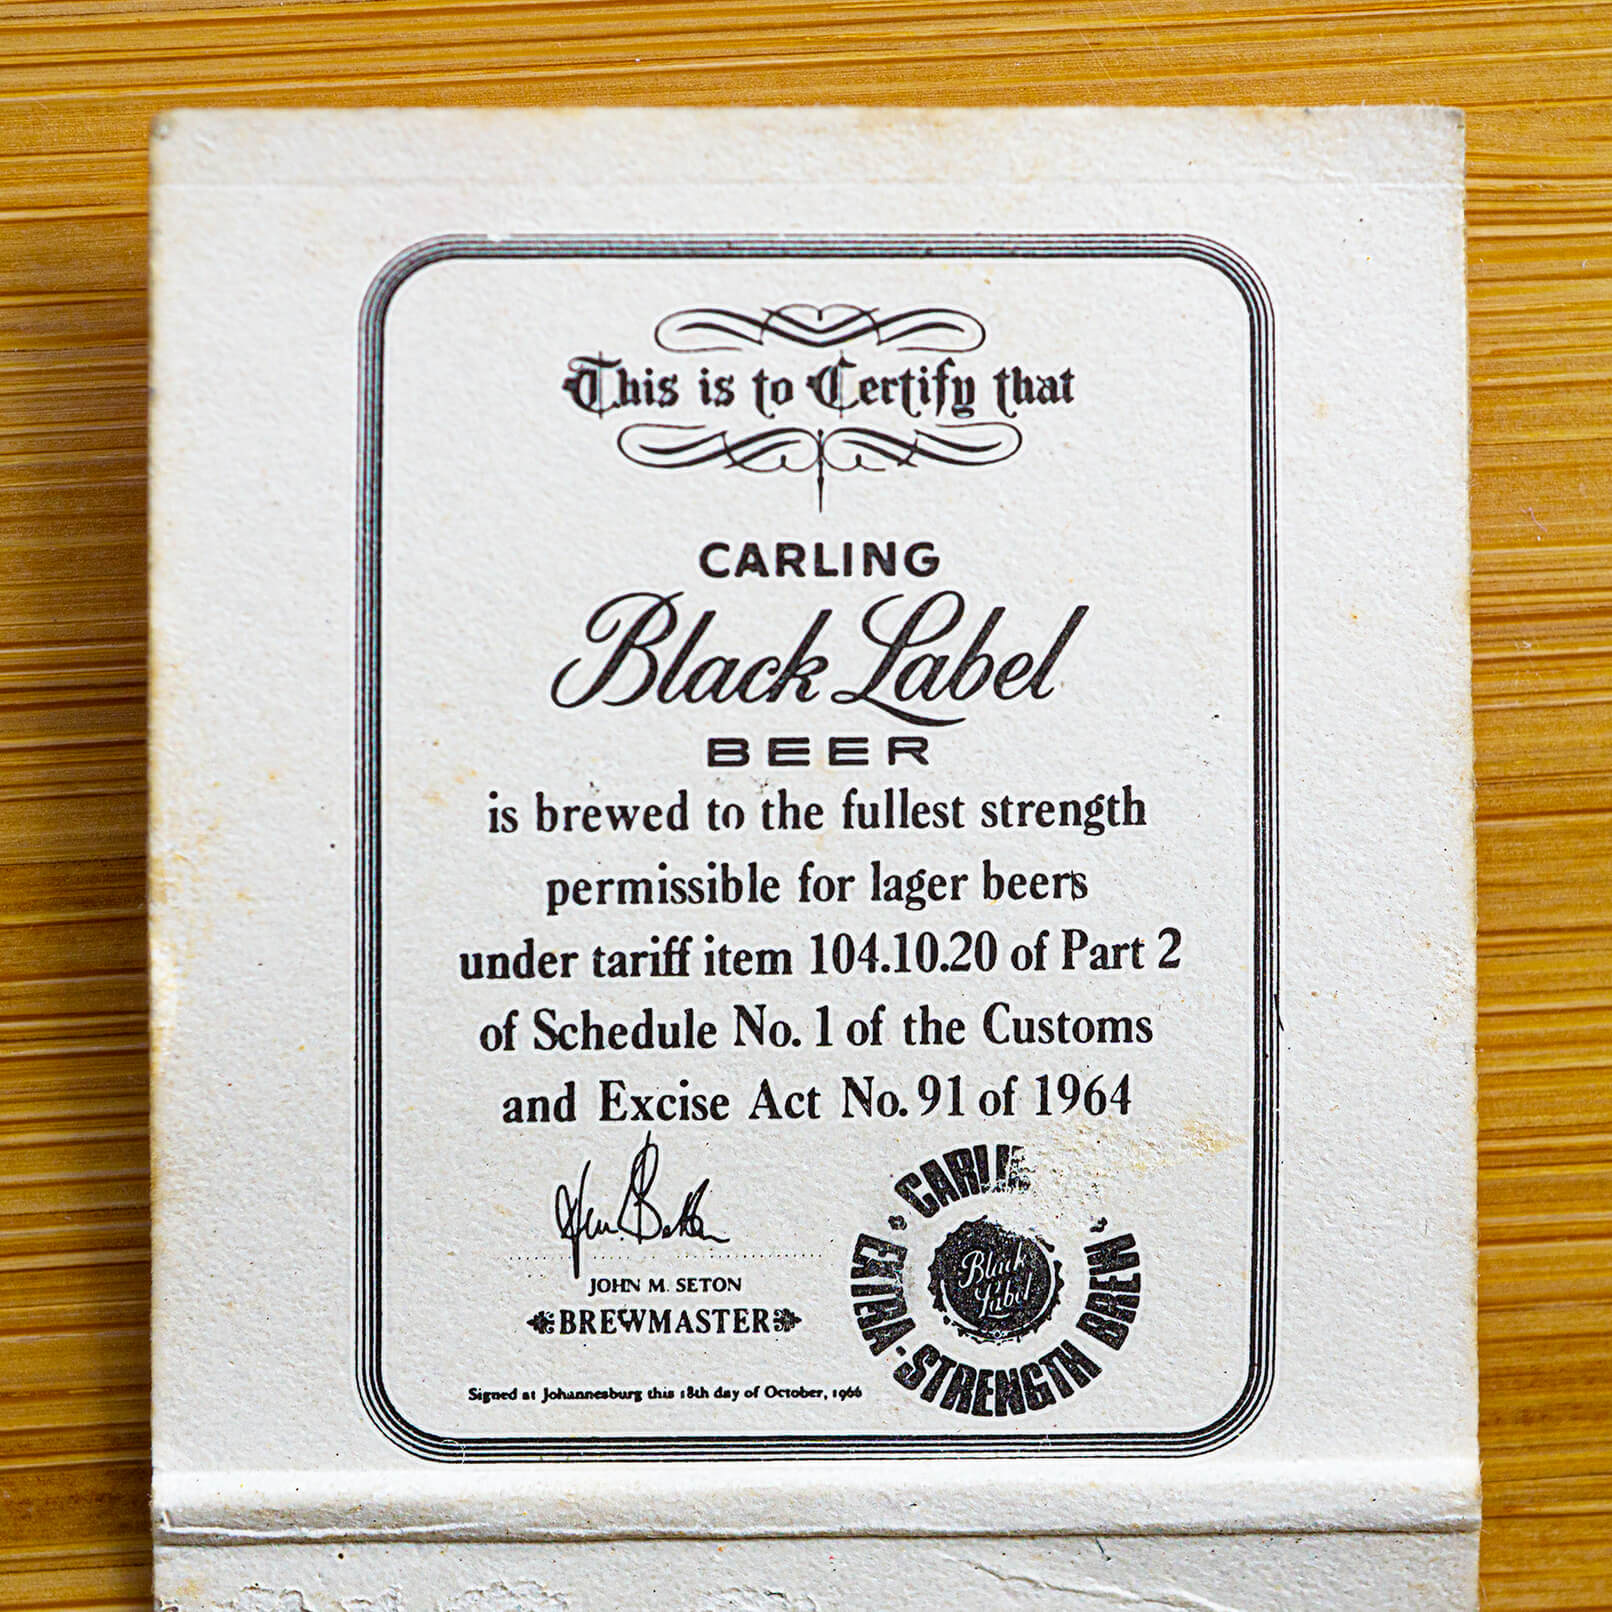 This is to Certify that
CARLING
Black Label
BEER
is brewed to the fullest strength
permissible for lager beers
under tariff item 104.10.20 of Part 2
of Schedule No. 1 of the Customs
and Excise Act No. 91 of 1964
JOHN M. SETON
BREWMASTER
Signed at Johannesburg this 18th day of October, 1966
EXTRA-STRENGTH BREW
Black
Label